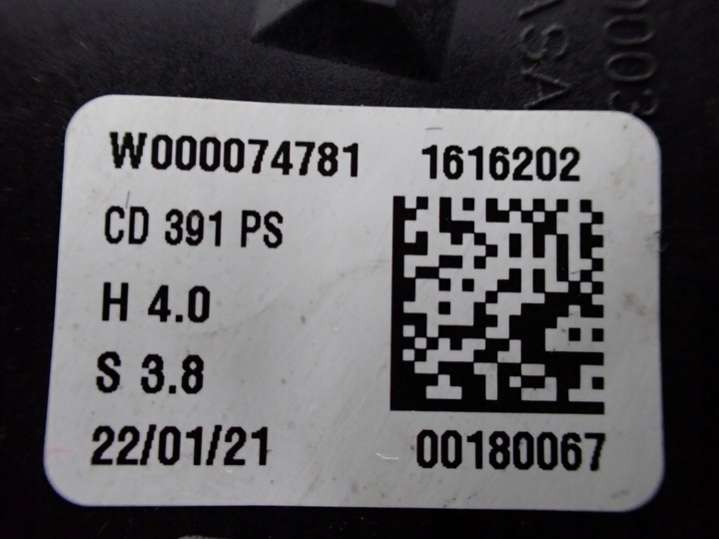 W000074781 1616202
CD 391 PS
H 4.0
S 3.8
22/01/21 00180067